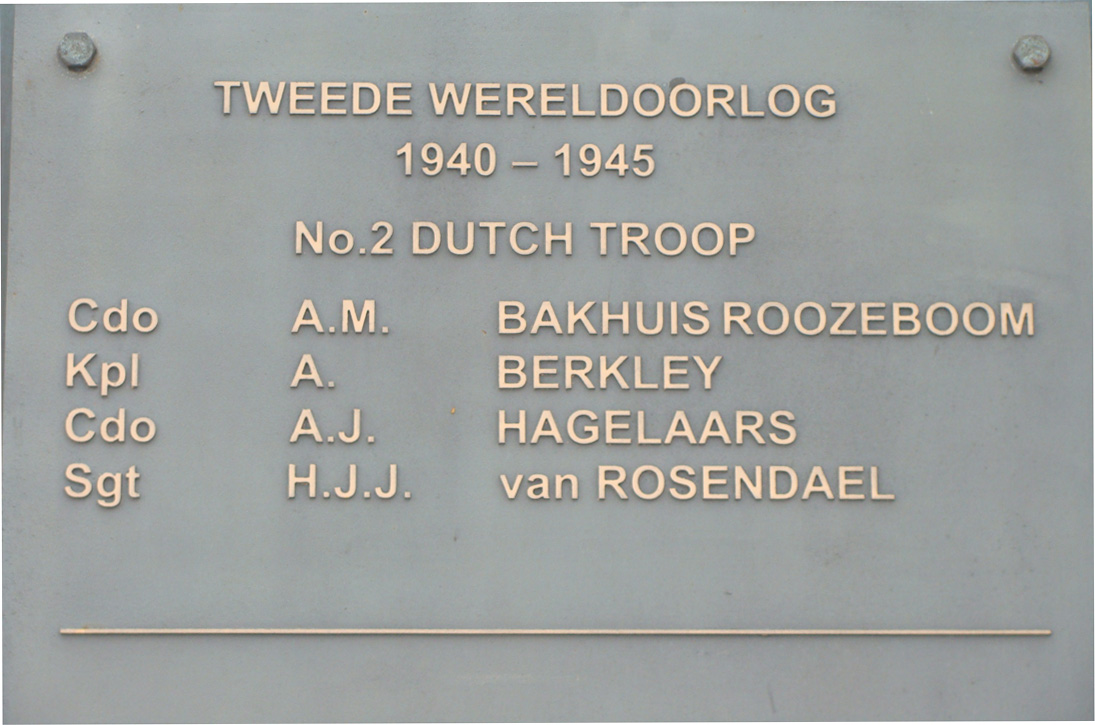 TWEEDE WERELDOORLOG
1940 – 1945
No.2 DUTCH TROOP
Cdo A.M. BAKHUIS ROOZEBOOM
Kpl A. BERKLEY
Cdo A.J. HAGELAARS
Sgt H.J.J. van ROSENDAEL